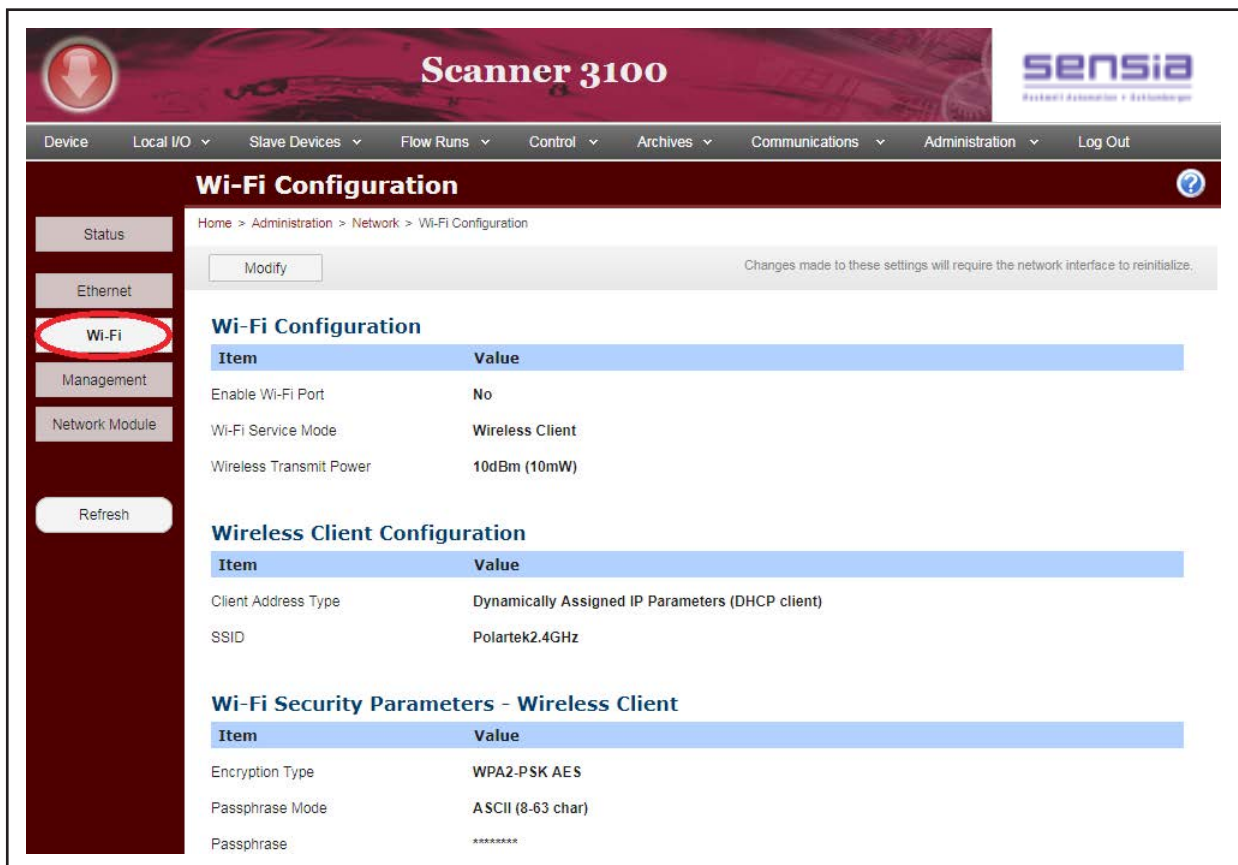 Scanner 3100
sensia
Rockwell Automation + Schlumberger
Device Local I/O Slave Devices Flow Runs Control Archives Communications Administration Log Out
Wi-Fi Configuration
?
Home > Administration > Network > Wi-Fi Configuration
Status
Ethernet
Wi-Fi
Management
Network Module
Refresh
Modify
Changes made to these settings will require the network interface to reinitialize.
Wi-Fi Configuration
Item Value
Enable Wi-Fi Port No
Wi-Fi Service Mode Wireless Client
Wireless Transmit Power 10dBm (10mW)
Wireless Client Configuration
Item Value
Client Address Type Dynamically Assigned IP Parameters (DHCP client)
SSID Polartek2.4GHz
Wi-Fi Security Parameters - Wireless Client
Item Value
Encryption Type WPA2-PSK AES
Passphrase Mode ASCII (8-63 char)
Passphrase ********